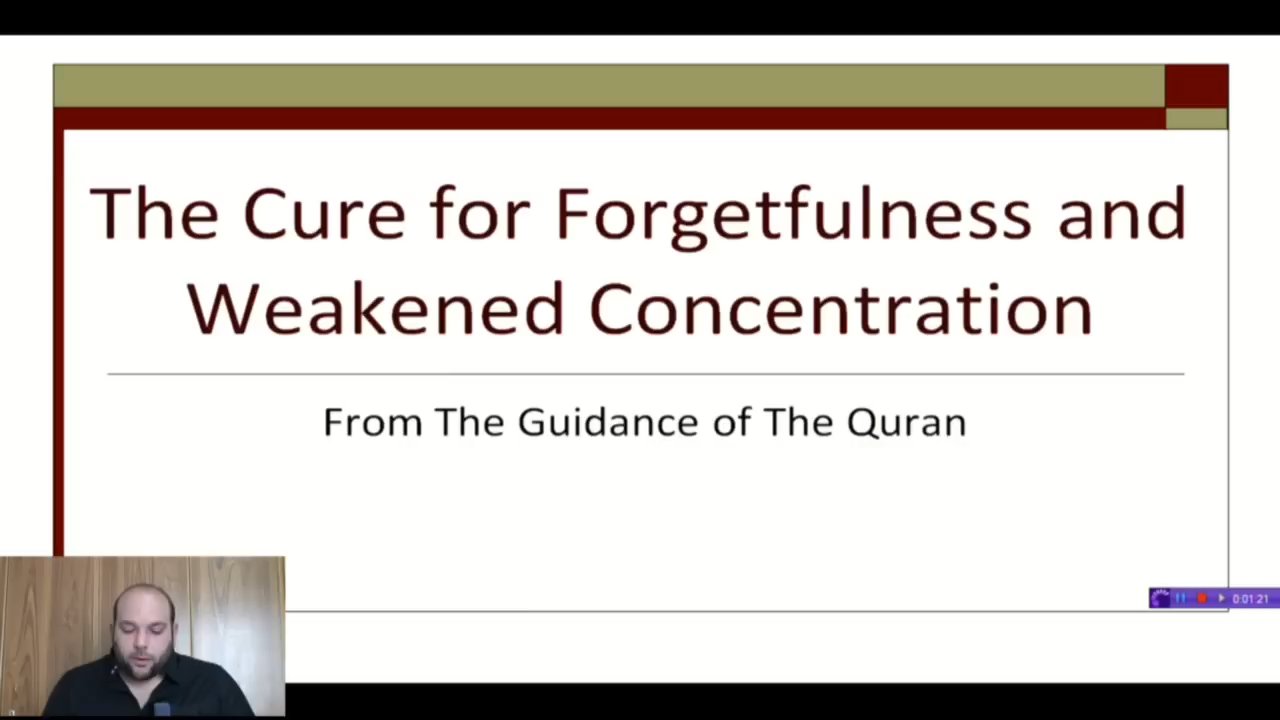 The Cure for Forgetfulness and
Weakened Concentration
From The Guidance of The Quran
0:01:21